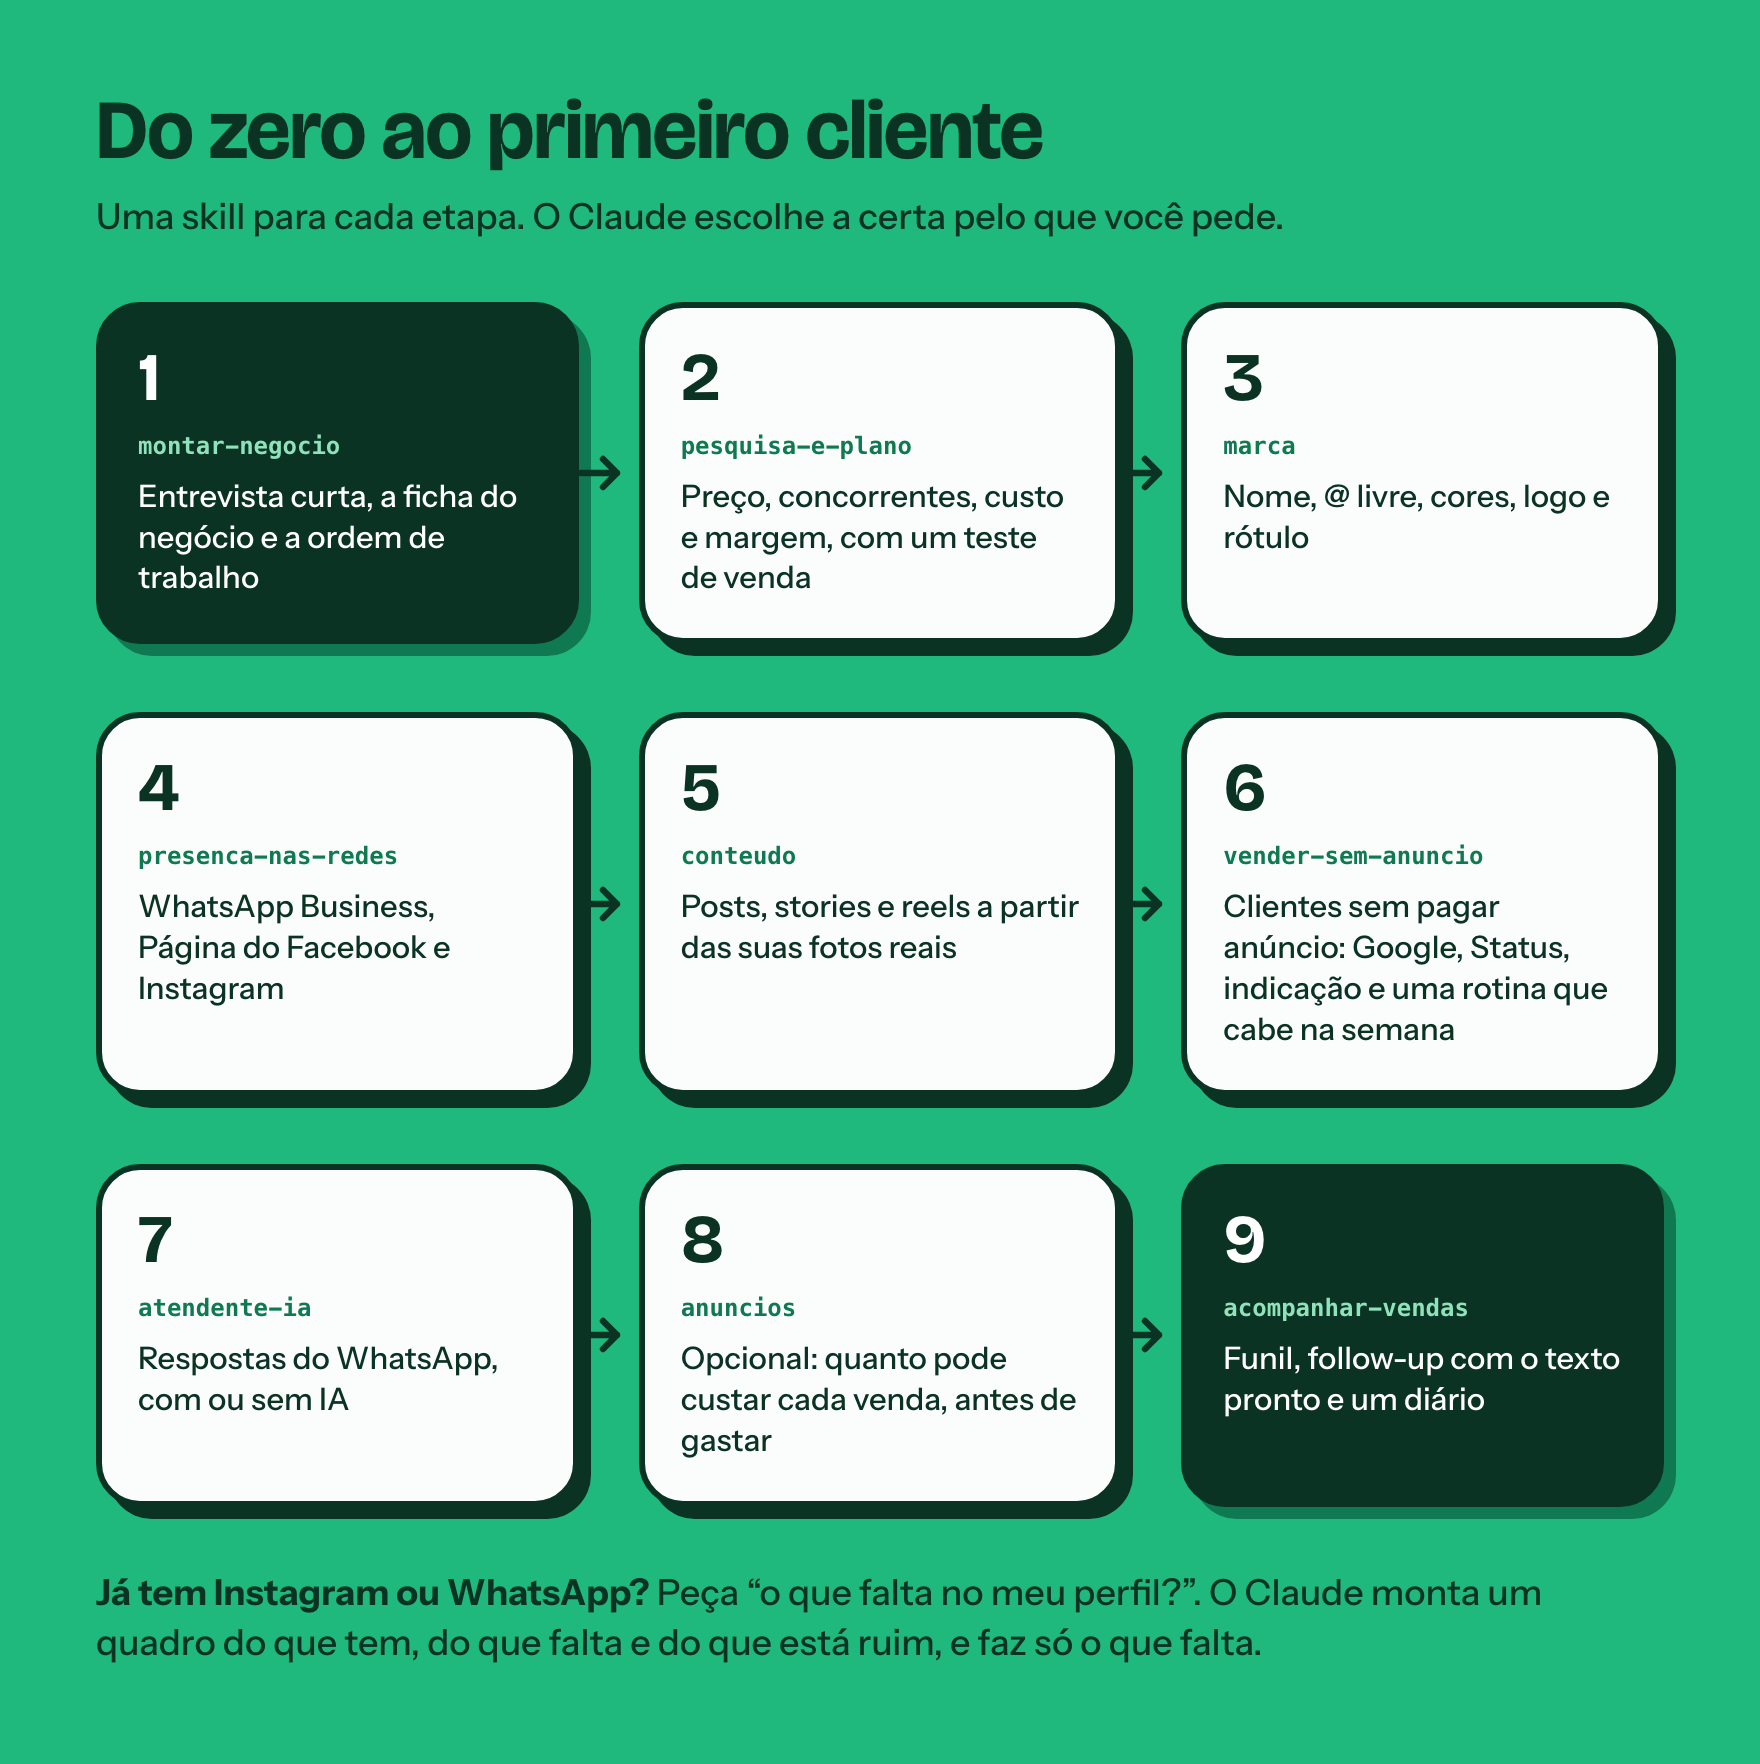 Do zero ao primeiro cliente
Uma skill para cada etapa. O Claude escolhe a certa pelo que você pede.
1
montar-negocio
Entrevista curta, a ficha do
negócio e a ordem de
trabalho
2
pesquisa-e-plano
Preço, concorrentes, custo
e margem, com um teste
de venda
3
marca
Nome, @ livre, cores, logo e
rótulo
4
presenca-nas-redes
WhatsApp Business,
Página do Facebook e
Instagram
5
conteudo
Posts, stories e reels a partir
das suas fotos reais
6
vender-sem-anuncio
Clientes sem pagar
anúncio: Google, Status,
indicação e uma rotina que
cabe na semana
7
atendente-ia
Respostas do WhatsApp,
com ou sem IA
8
anuncios
Opcional: quanto pode
custar cada venda, antes de
gastar
9
acompanhar-vendas
Funil, follow-up com o texto
pronto e um diário
Já tem Instagram ou WhatsApp? Peça “o que falta no meu perfil?”. O Claude monta um
quadro do que tem, do que falta e do que está ruim, e faz só o que falta.